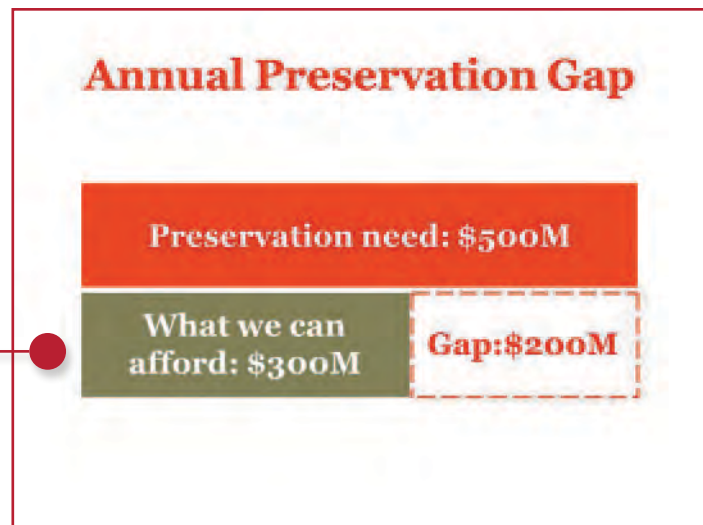 Annual Preservation Gap
Preservation need: $500M
What we can
afford: $300M
Gap:$200M